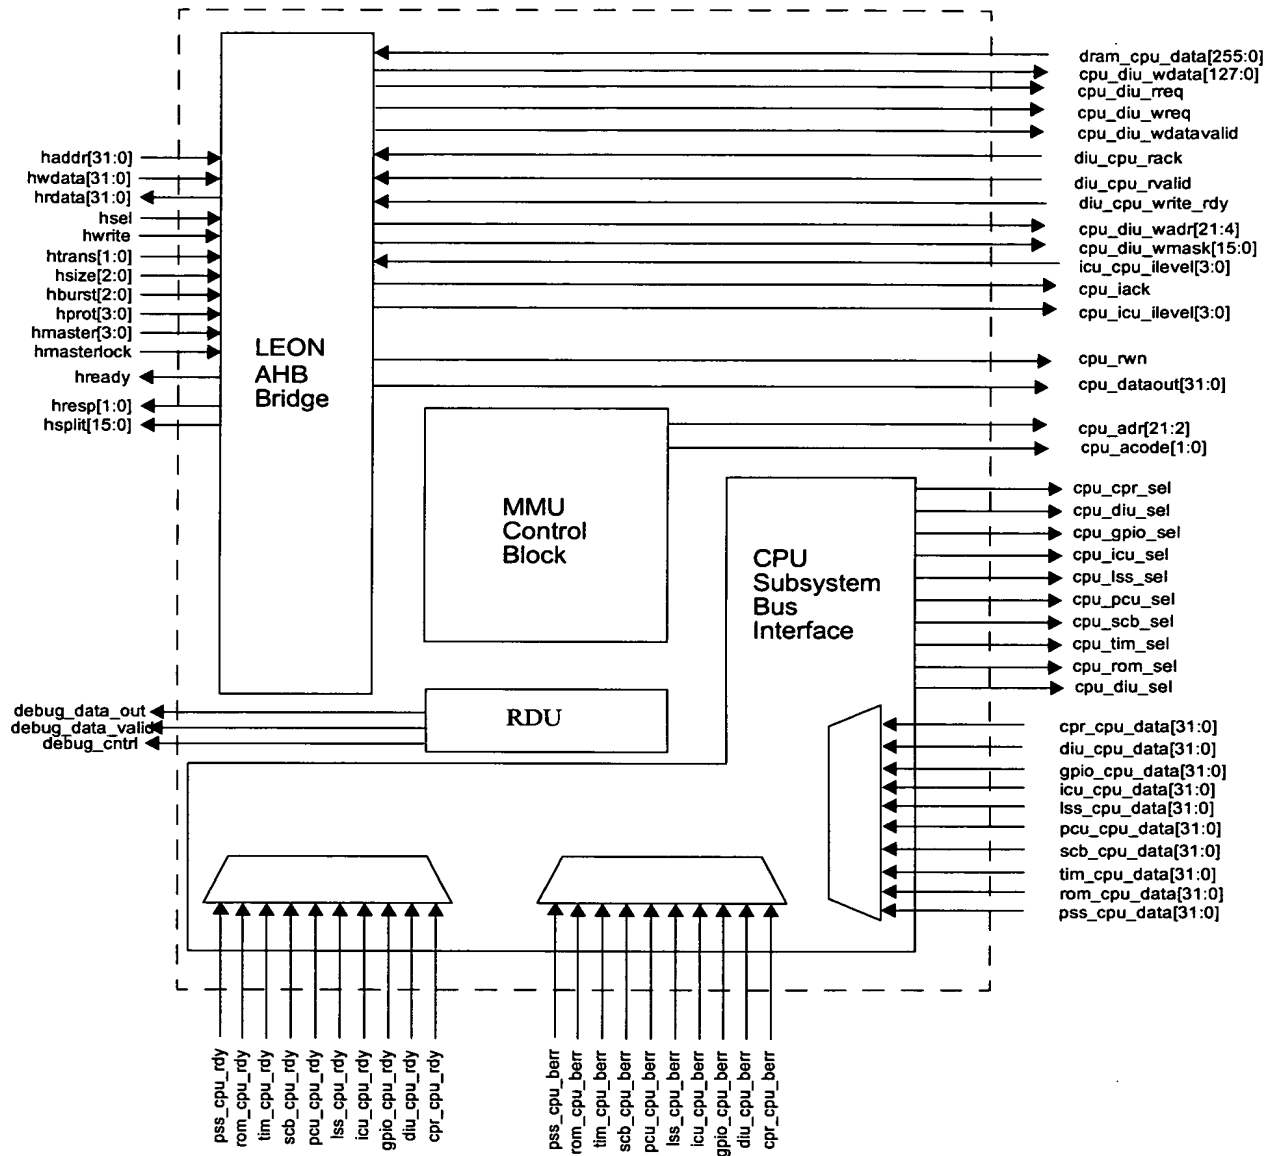 dram_cpu_data[255:0]
cpu_diu_wdata[127:0]
cpu_diu_rreq
cpu_diu_wreq
cpu_diu_wdatavalid
diu_cpu_rack
diu_cpu_rvalid
diu_cpu_write_rdy
cpu_diu_wadr[21:4]
cpu_diu_wmask[15:0]
icu_cpu_ilevel[3:0]
cpu_iack
cpu_icu_ilevel[3:0]
cpu_rwn
cpu_dataout[31:0]
cpu_adr[21:2]
cpu_acode[1:0]
haddr[31:0]
hwdata[31:0]
hrdata[31:0]
hsel
hwrite
htrans[1:0]
hsize[2:0]
hburst[2:0]
hprot[3:0]
hmaster[3:0]
hmasterlock
hready
hresp[1:0]
hsplit[15:0]
LEON
AHB
Bridge
MMU
Control
Block
CPU
Subsystem
Bus
Interface
cpu_cpr_sel
cpu_diu_sel
cpu_gpio_sel
cpu_icu_sel
cpu_lss_sel
cpu_pcu_sel
cpu_scb_sel
cpu_tim_sel
cpu_rom_sel
cpu_diu_sel
debug_data_out
debug_data_valid
debug_cntrl
RDU
cpr_cpu_data[31:0]
diu_cpu_data[31:0]
gpio_cpu_data[31:0]
icu_cpu_data[31:0]
lss_cpu_data[31:0]
pcu_cpu_data[31:0]
scb_cpu_data[31:0]
tim_cpu_data[31:0]
rom_cpu_data[31:0]
pss_cpu_data[31:0]
pss_cpu_rdy
rom_cpu_rdy
tim_cpu_rdy
scb_cpu_rdy
pcu_cpu_rdy
lss_cpu_rdy
icu_cpu_rdy
gpio_cpu_rdy
diu_cpu_rdy
cpr_cpu_rdy
pss_cpu_berr
rom_cpu_berr
tim_cpu_berr
scb_cpu_berr
pcu_cpu_berr
lss_cpu_berr
icu_cpu_berr
gpio_cpu_berr
diu_cpu_berr
cpr_cpu_berr